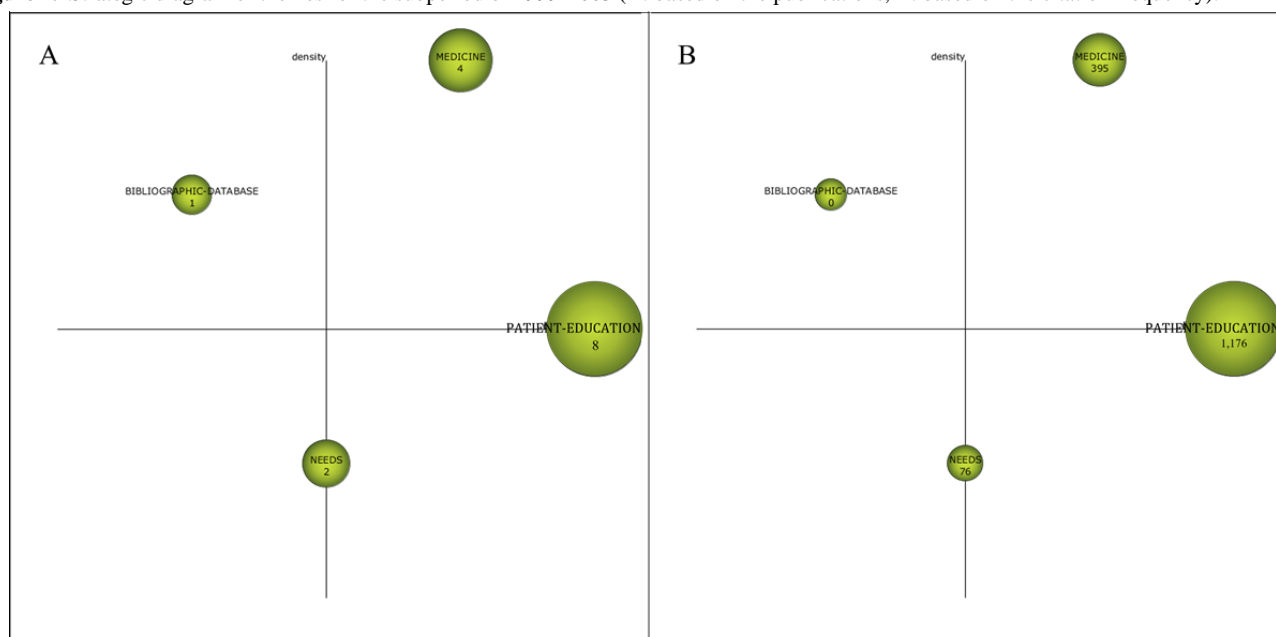 A
density
MEDICINE
4
BIBLIOGRAPHIC-DATABASE
1
PATIENT-EDUCATION
8
NEEDS
2
B
density
MEDICINE
395
BIBLIOGRAPHIC-DATABASE
0
PATIENT-EDUCATION
1,176
NEEDS
76